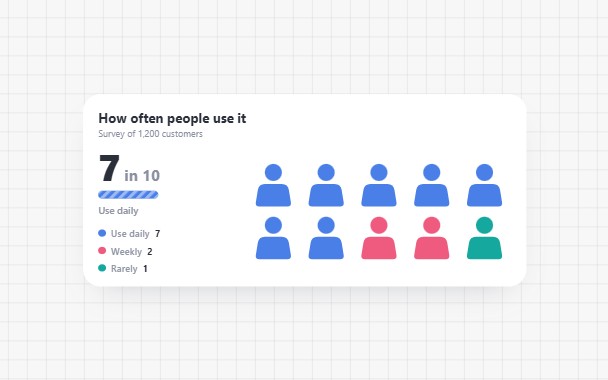 How often people use it
Survey of 1,200 customers
7 in 10
Use daily
Use daily 7
Weekly 2
Rarely 1